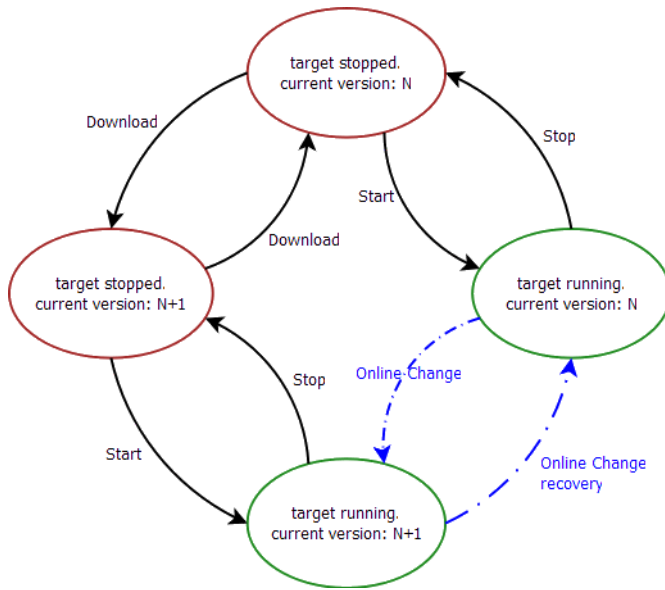 target stopped.
current version: N
Download
Stop
Start
Download
target stopped.
current version: N+1
target running.
current version: N
Online Change
Stop
Start
Online Change
recovery
target running.
current version: N+1